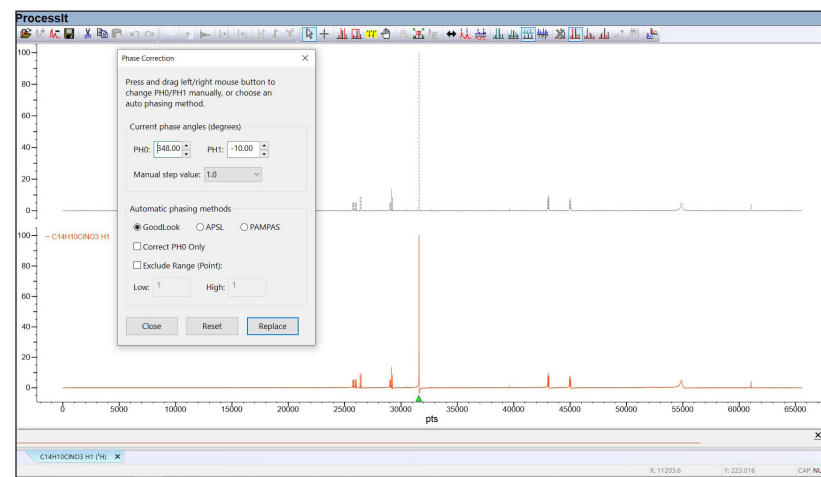 ProcessIt
Phase Correction
Press and drag left/right mouse button to
change PH0/PH1 manually, or choose an
auto phasing method.
Current phase angles (degrees)
PH0: 348.00 PH1: -10.00
Manual step value: 1.0
Automatic phasing methods
GoodLook APSL PAMPAS
Correct PH0 Only
Exclude Range (Point):
Low: 1 High: 1
Close Reset Replace
100
80
60
40
20
0
100
C14H10ClNO3 H1
80
60
40
20
0
0 5000 10000 15000 20000 25000 30000 35000 40000 45000 50000 55000 60000 65000
pts
C14H10ClNO3 H1 (¹H)
X: 11203.6 Y: 223.016 CAP NU